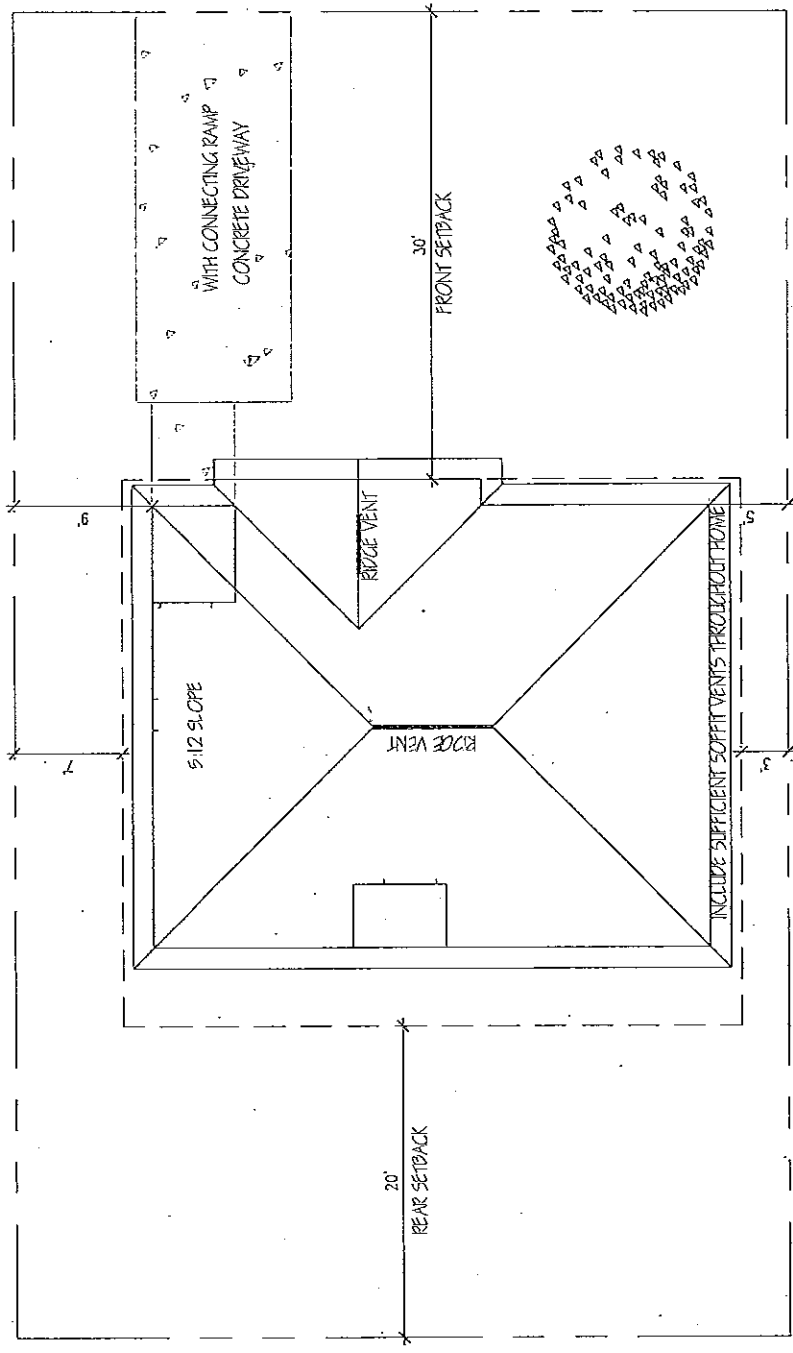 WITH CONNECTING RAMP
CONCRETE DRIVEWAY
30'
FRONT SETBACK
9'
5'
RIDGE VENT
5:12 SLOPE
RIDGE VENT
INCLUDE SUFFICIENT SOFFIT VENTS THROUGHOUT HOME
7'
3'
20'
REAR SETBACK